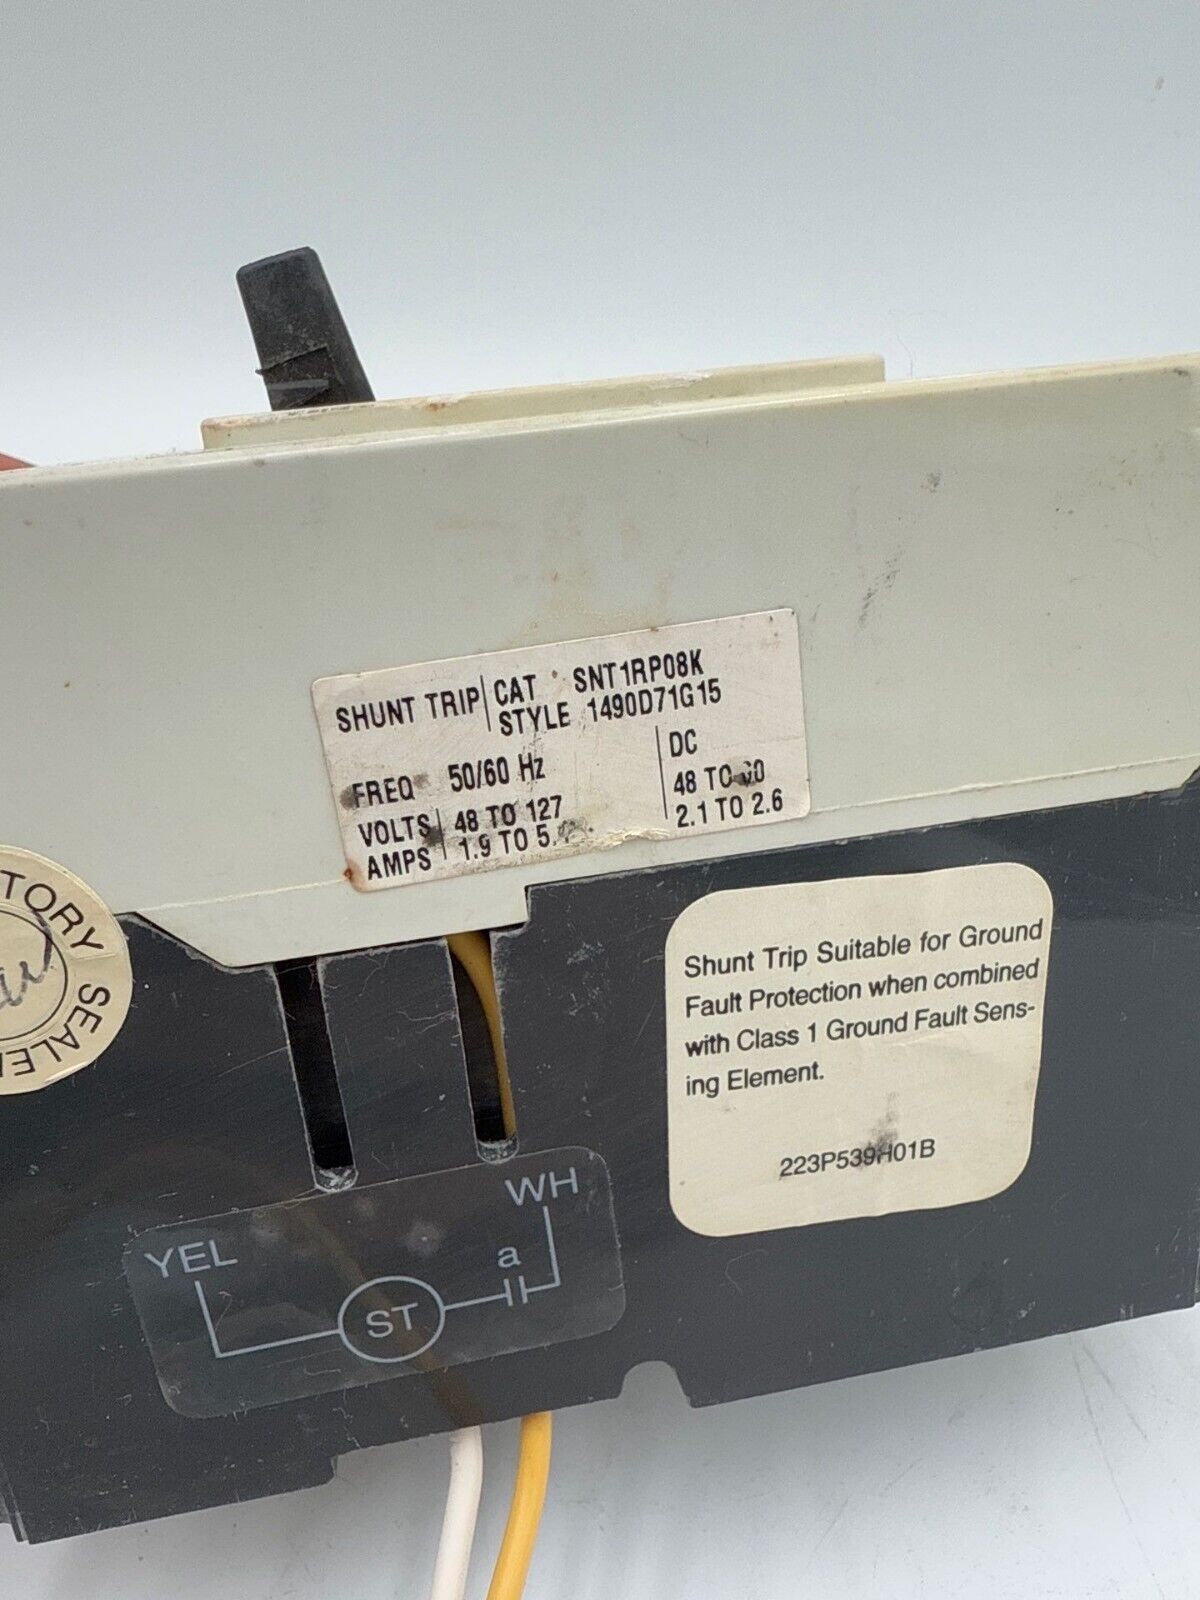 SHUNT TRIP CAT SNT1RP08K
STYLE 1490D71G15
FREQ 50/60 Hz DC
VOLTS 48 TO 127 48 TO
AMPS 1.9 TO 2.1 TO 2.6
TORY SEALE
Shunt Trip Suitable for Ground
Fault Protection when combined
with Class 1 Ground Fault Sens-
ing Element.
223P539H01B
YEL WH
a
ST